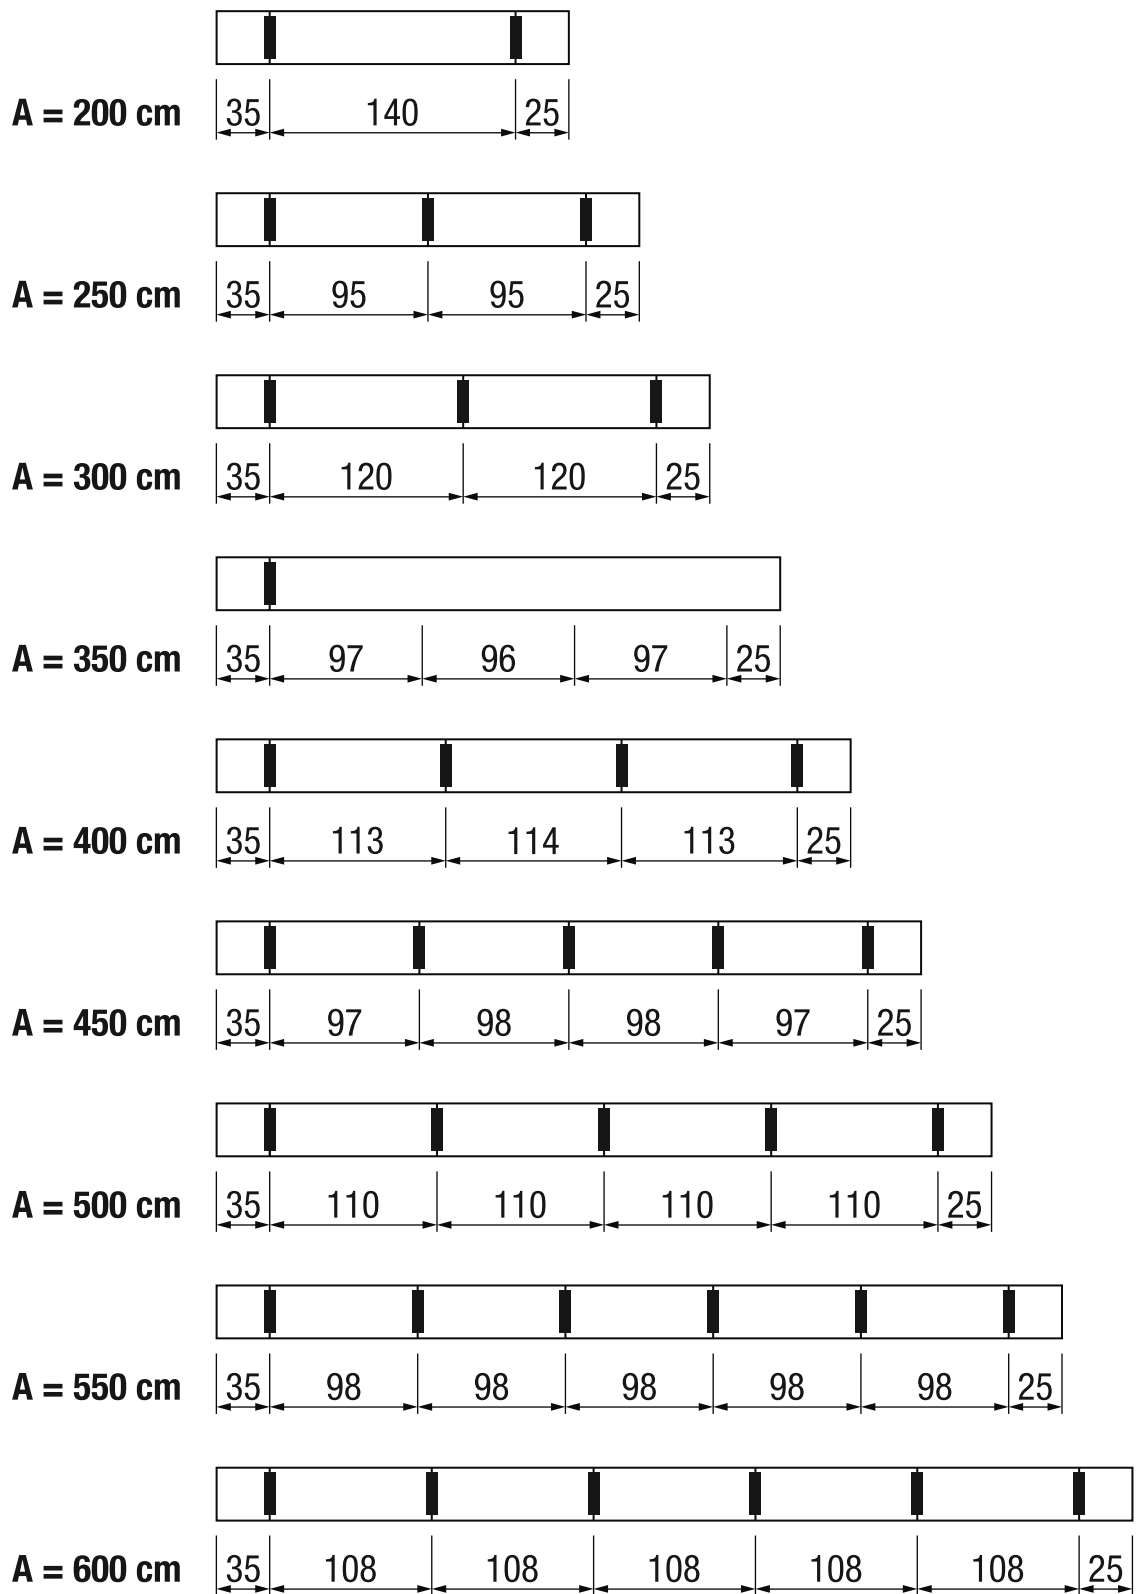 A = 200 cm 35 140 25
A = 250 cm 35 95 95 25
A = 300 cm 35 120 120 25
A = 350 cm 35 97 96 97 25
A = 400 cm 35 113 114 113 25
A = 450 cm 35 97 98 98 97 25
A = 500 cm 35 110 110 110 110 25
A = 550 cm 35 98 98 98 98 98 25
A = 600 cm 35 108 108 108 108 108 25